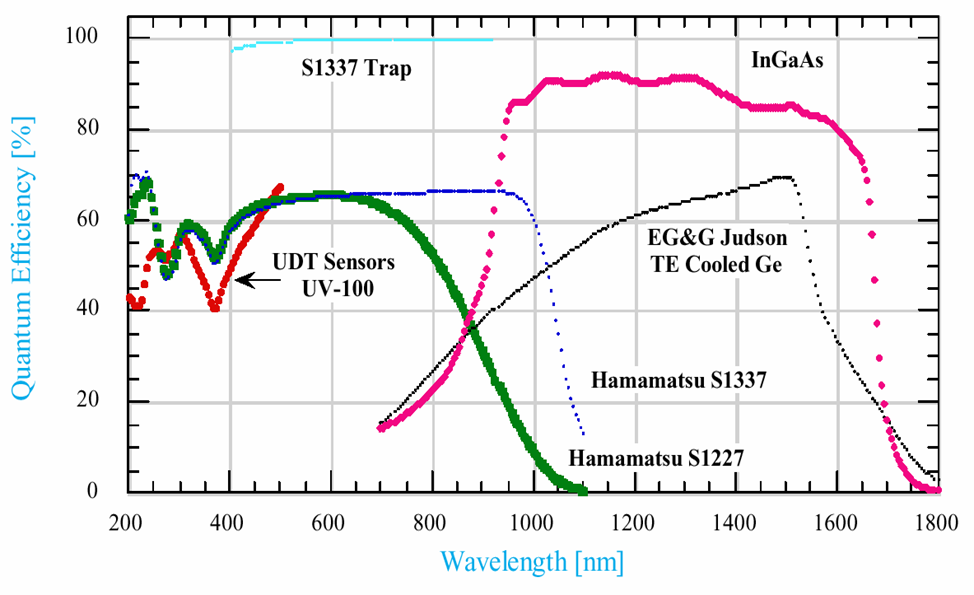 100
80
60
40
20
0
Quantum Efficiency [%]
S1337 Trap
InGaAs
UDT Sensors
UV-100
EG&G Judson
TE Cooled Ge
Hamamatsu S1337
Hamamatsu S1227
200 400 600 800 1000 1200 1400 1600 1800
Wavelength [nm]